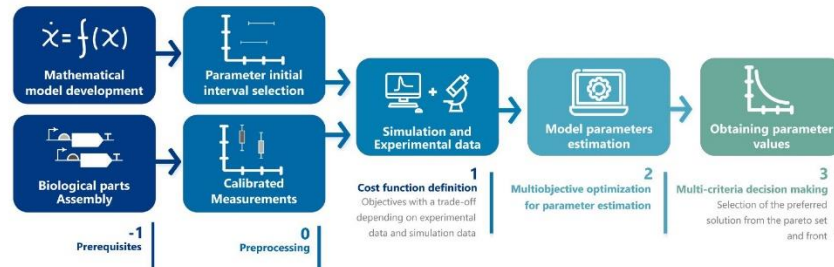 ẋ = f(x)
Mathematical
model development
Parameter initial
interval selection
Biological parts
Assembly
Calibrated
Measurements
+
Simulation and
Experimental data
Model parameters
estimation
Obtaining parameter
values
-1
Prerequisites
0
Preprocessing
1
Cost function definition
Objectives with a trade-off
depending on experimental
data and simulation data
2
Multiobjective optimization
for parameter estimation
3
Multi-criteria decision making
Selection of the preferred
solution from the pareto set
and front